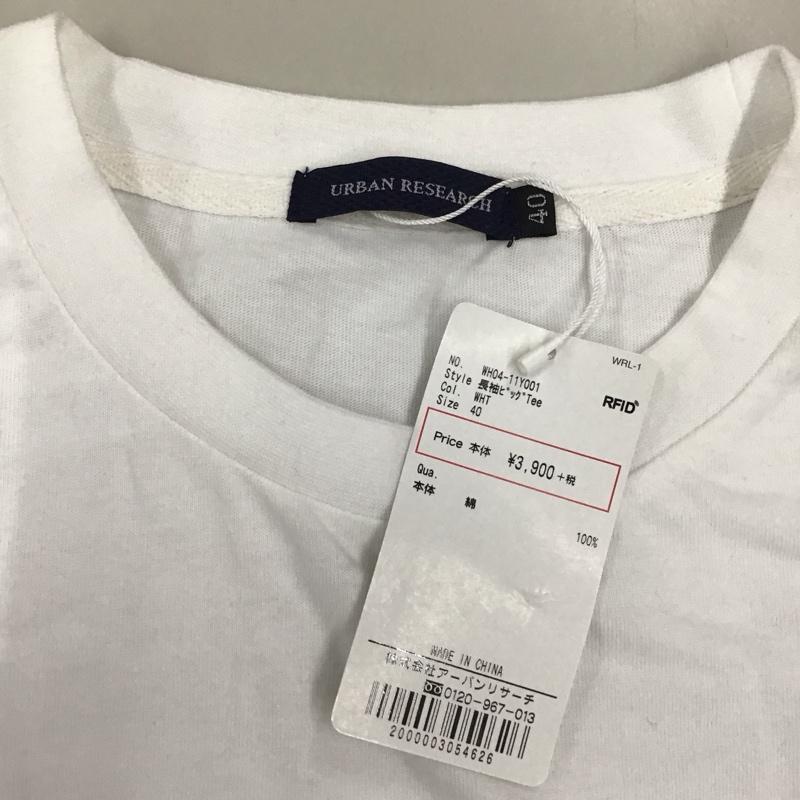 URBAN RESEARCH
40
WRL-1
NO. WH04-11Y001
Style 長袖ﾋﾞｯｸﾞTee
Col. WHT
Size 40
RFID
Price 本体 ¥3,900+税
Qua.
本体 綿
100%
MADE IN CHINA
株式会社アーバンリサーチ
0120-967-013
2000003054626